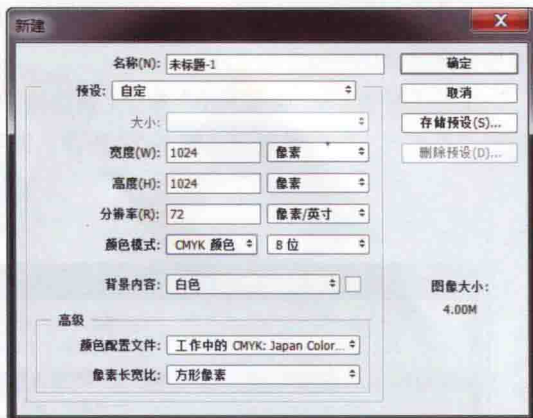 新建
名称(N): 未标题-1
确定
预设: 自定
取消
大小:
存储预设(S)...
宽度(W): 1024 像素
删除预设(D)...
高度(H): 1024 像素
分辨率(R): 72 像素/英寸
颜色模式: CMYK 颜色 8 位
背景内容: 白色
图像大小:
4.00M
高级
颜色配置文件: 工作中的 CMYK: Japan Color...
像素长宽比: 方形像素